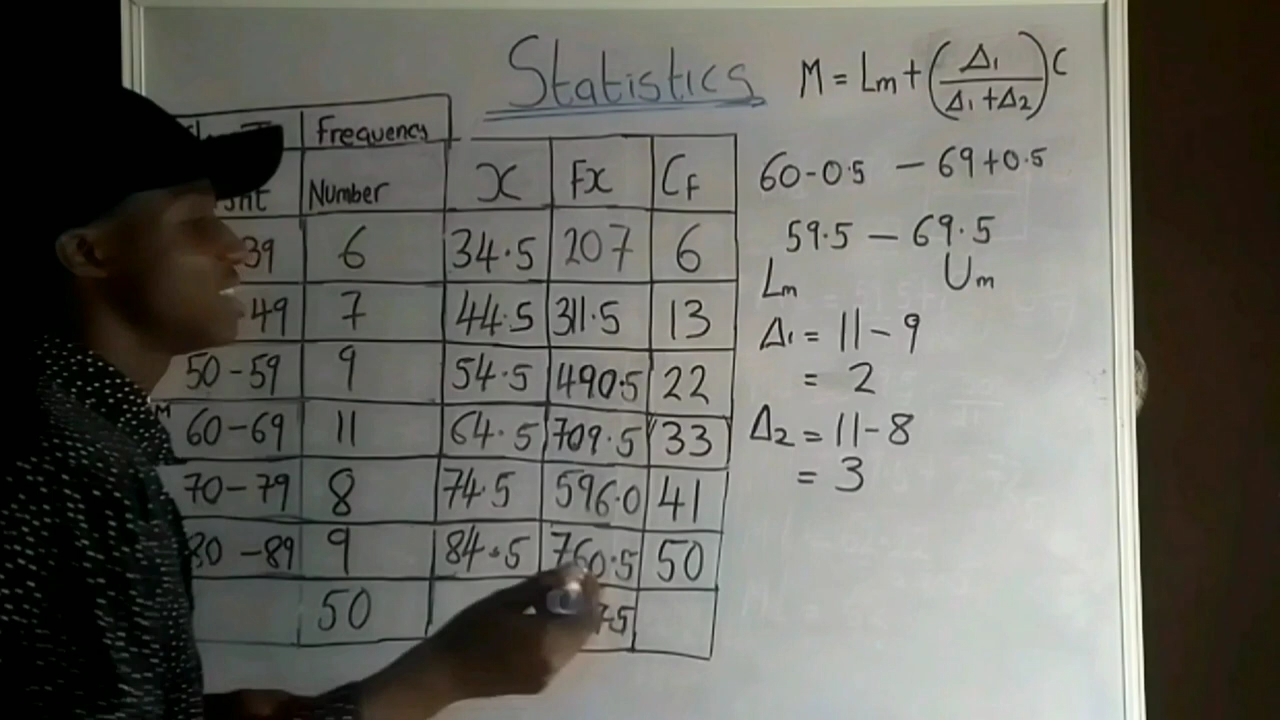 Statistics
M = Lm + (Δ1 / Δ1 + Δ2) C
Frequency
Number X FX CF
39 6 34.5 207 6
49 7 44.5 311.5 13
50 - 59 9 54.5 490.5 22
M
60 - 69 11 64.5 709.5 33
70 - 79 8 74.5 596.0 41
80 - 89 9 84.5 760.5 50
50
60 - 0.5 — 69 + 0.5
59.5 — 69.5
Lm Um
Δ1 = 11 - 9
= 2
Δ2 = 11 - 8
= 3